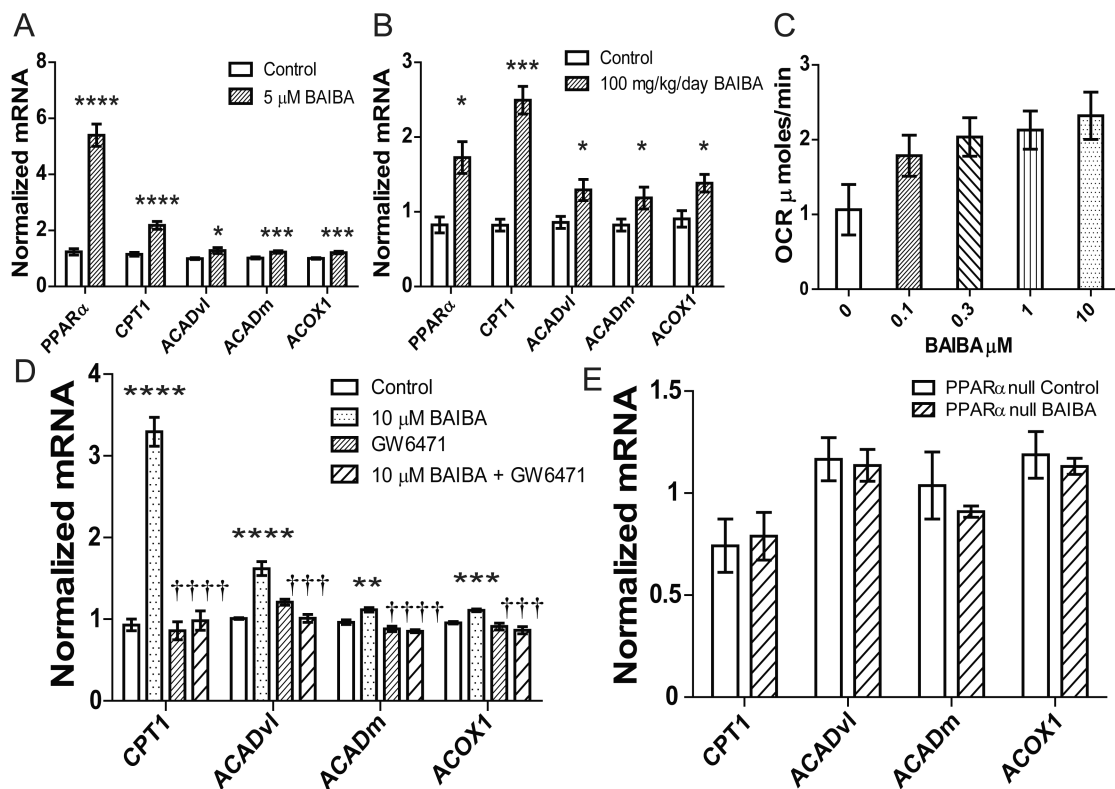 A
Normalized mRNA
8
6
4
2
0
Control
5 μM BAIBA
****
****
*
***
***
PPARα
CPT1
ACADvl
ACADm
ACOX1
B
Normalized mRNA
3
2
1
0
Control
100 mg/kg/day BAIBA
*
***
*
*
*
PPARα
CPT1
ACADvl
ACADm
ACOX1
C
OCR μ moles/min
3
2
1
0
0
0.1
0.3
1
10
BAIBA μM
D
Normalized mRNA
4
3
2
1
0
Control
10 μM BAIBA
GW6471
10 μM BAIBA + GW6471
****
††††
****
†††
**
††††
***
†††
CPT1
ACADvl
ACADm
ACOX1
E
Normalized mRNA
1.5
1
0.5
0
PPARα null Control
PPARα null BAIBA
CPT1
ACADvl
ACADm
ACOX1